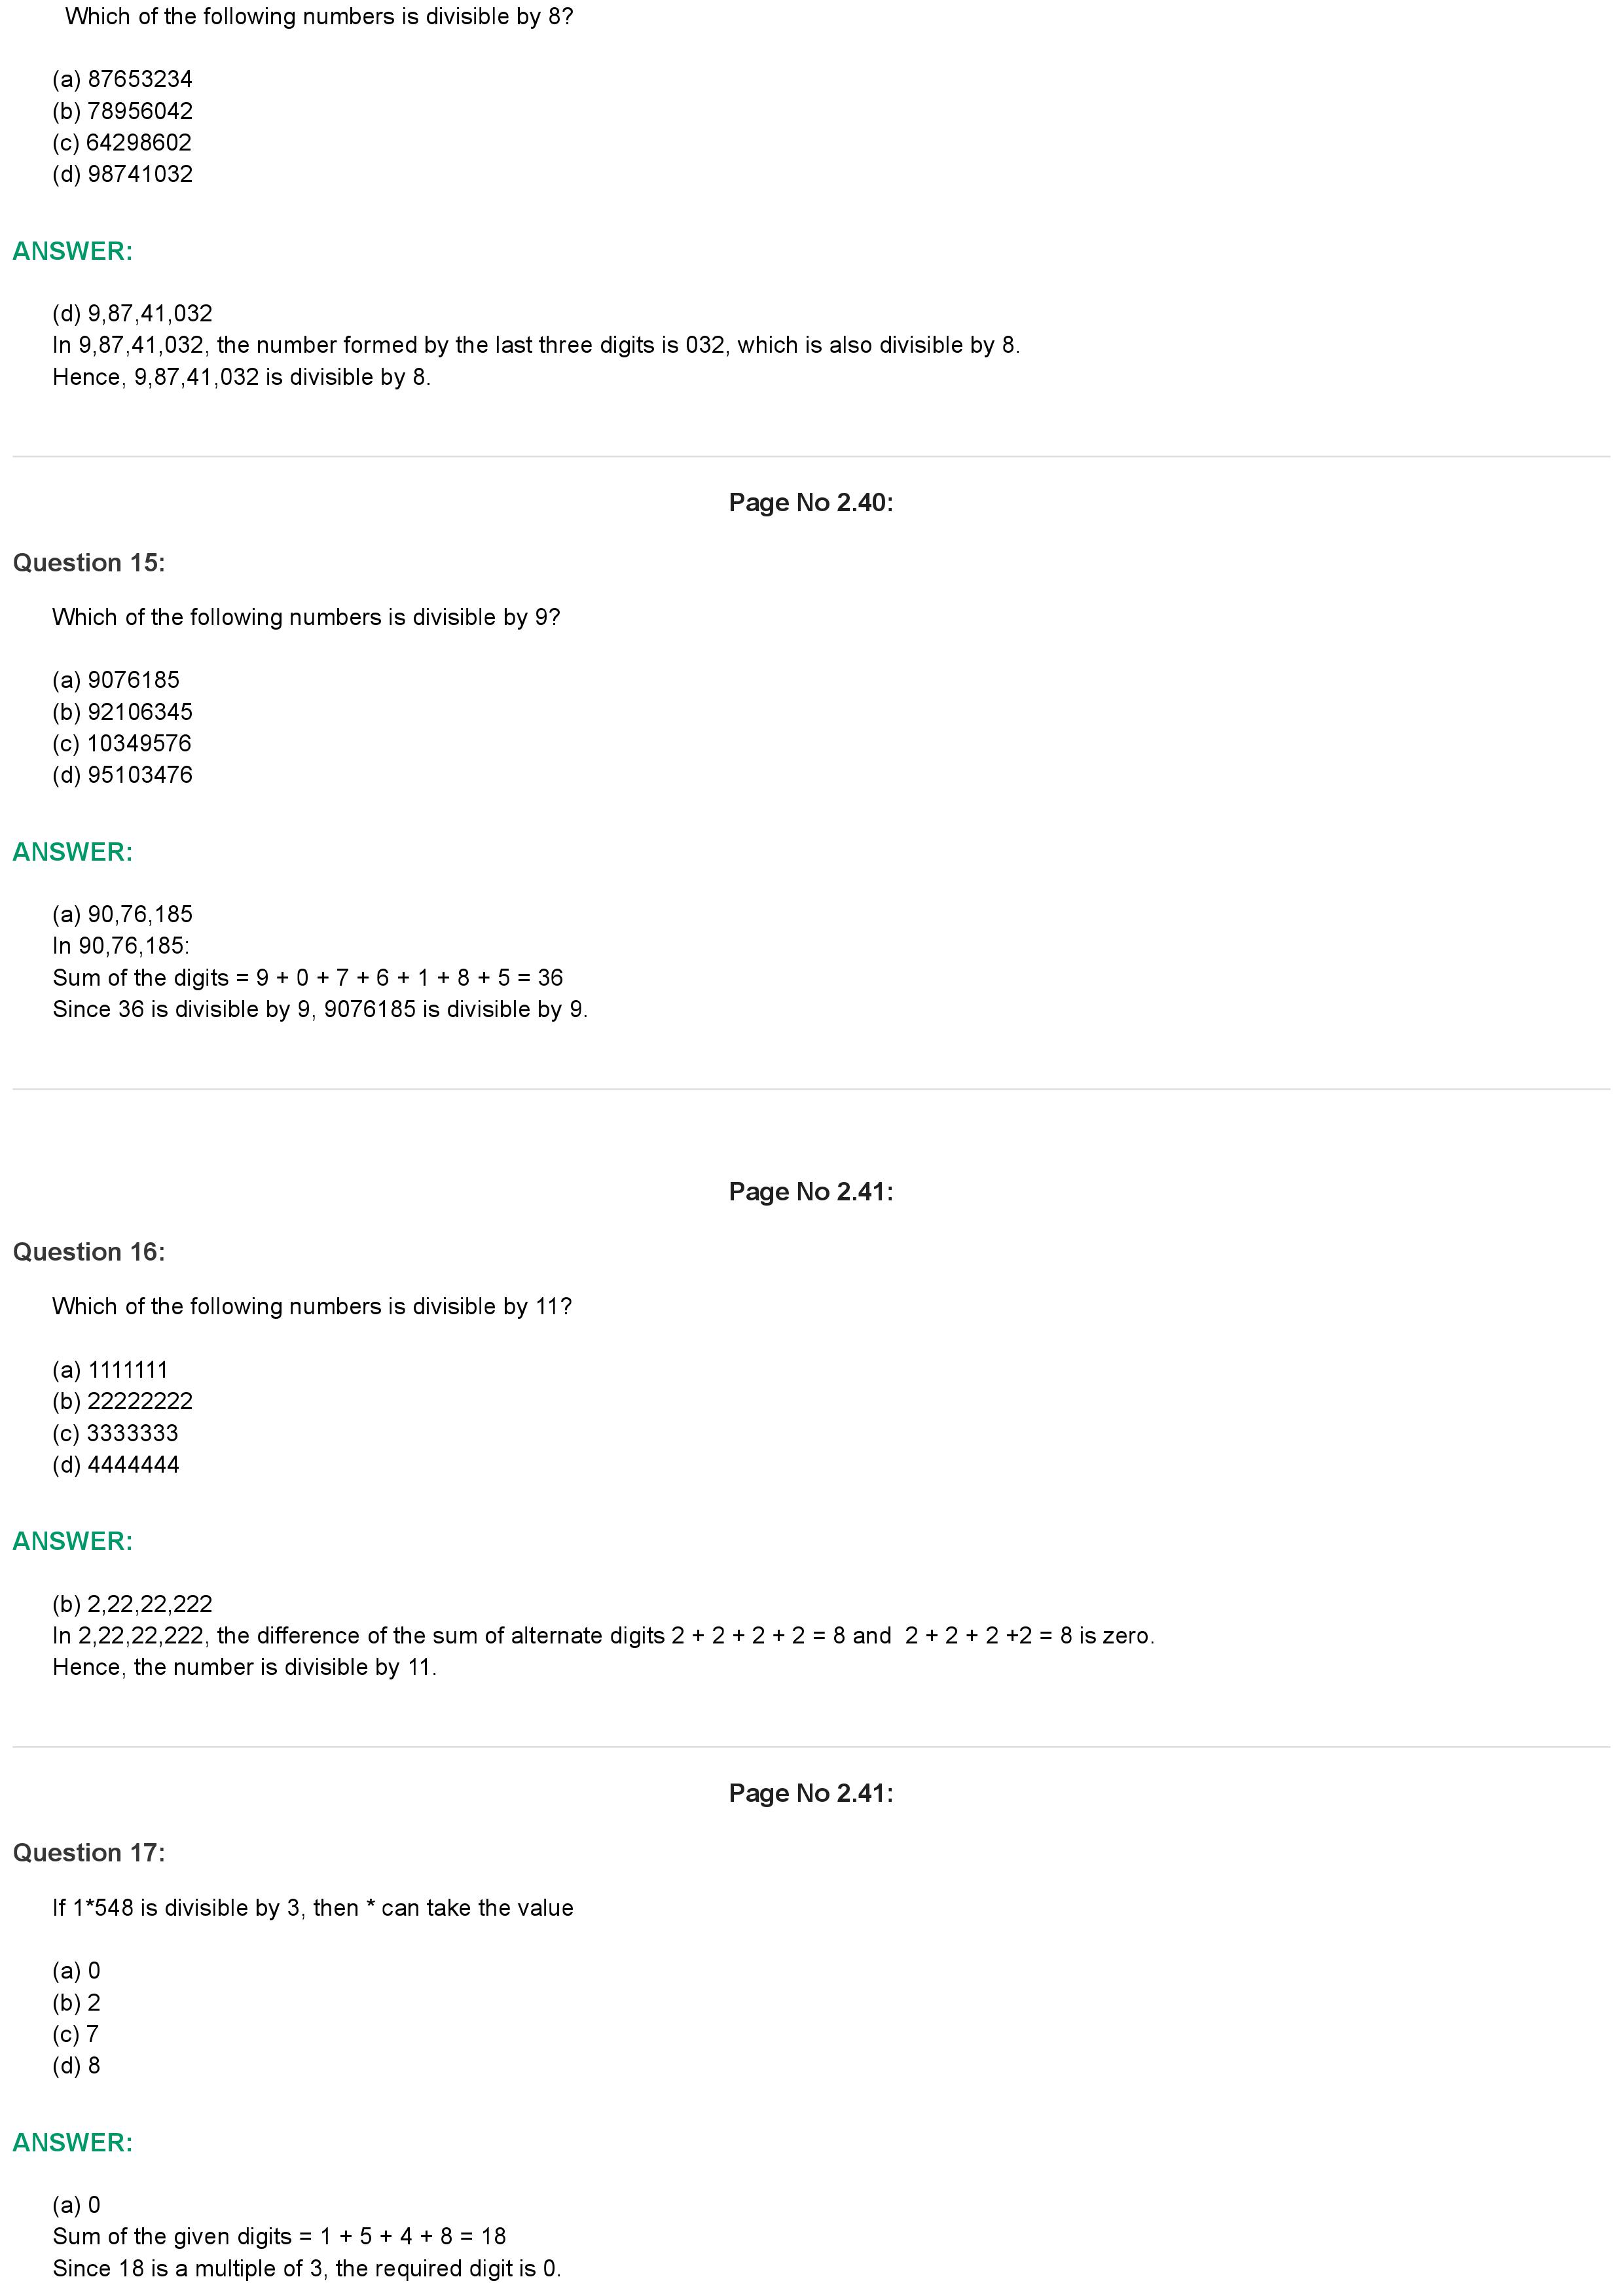 Which of the following numbers is divisible by 8?
(a) 87653234
(b) 78956042
(c) 64298602
(d) 98741032
ANSWER:
(d) 9,87,41,032
In 9,87,41,032, the number formed by the last three digits is 032, which is also divisible by 8.
Hence, 9,87,41,032 is divisible by 8.
Page No 2.40:
Question 15:
Which of the following numbers is divisible by 9?
(a) 9076185
(b) 92106345
(c) 10349576
(d) 95103476
ANSWER:
(a) 90,76,185
In 90,76,185:
Sum of the digits = 9 + 0 + 7 + 6 + 1 + 8 + 5 = 36
Since 36 is divisible by 9, 9076185 is divisible by 9.
Page No 2.41:
Question 16:
Which of the following numbers is divisible by 11?
(a) 1111111
(b) 22222222
(c) 3333333
(d) 4444444
ANSWER:
(b) 2,22,22,222
In 2,22,22,222, the difference of the sum of alternate digits 2 + 2 + 2 + 2 = 8 and  2 + 2 + 2 +2 = 8 is zero.
Hence, the number is divisible by 11.
Page No 2.41:
Question 17:
If 1*548 is divisible by 3, then * can take the value
(a) 0
(b) 2
(c) 7
(d) 8
ANSWER:
(a) 0
Sum of the given digits = 1 + 5 + 4 + 8 = 18
Since 18 is a multiple of 3, the required digit is 0.